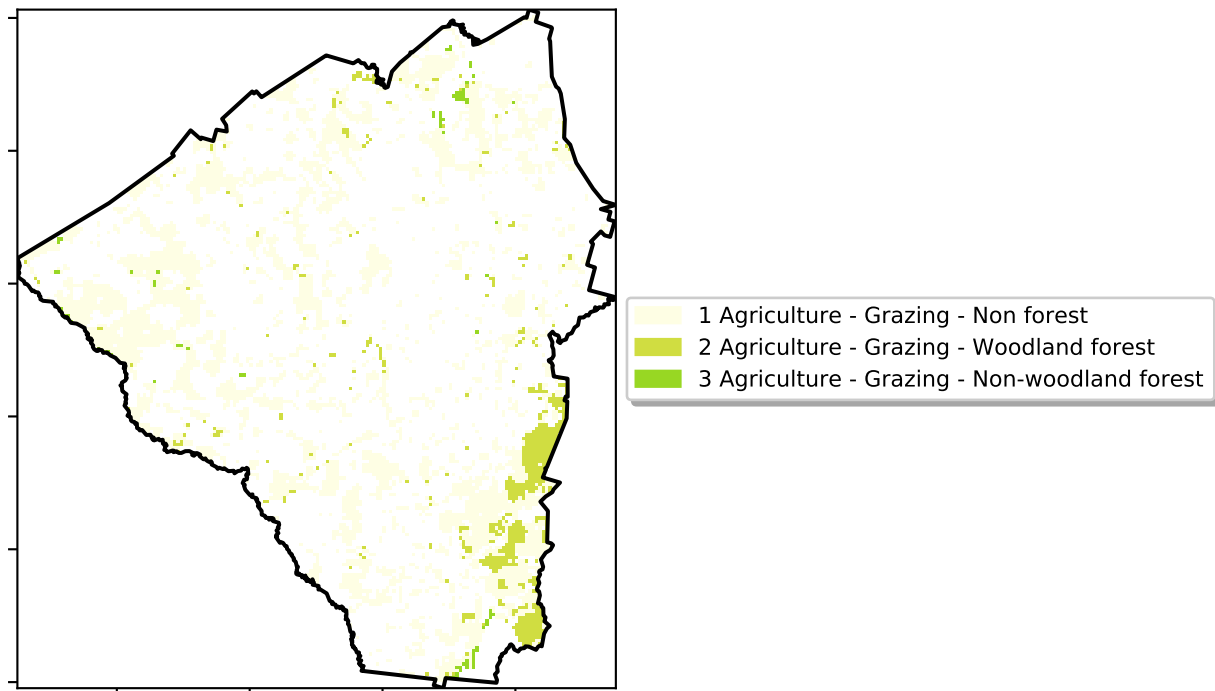 1 Agriculture - Grazing - Non forest
2 Agriculture - Grazing - Woodland forest
3 Agriculture - Grazing - Non-woodland forest